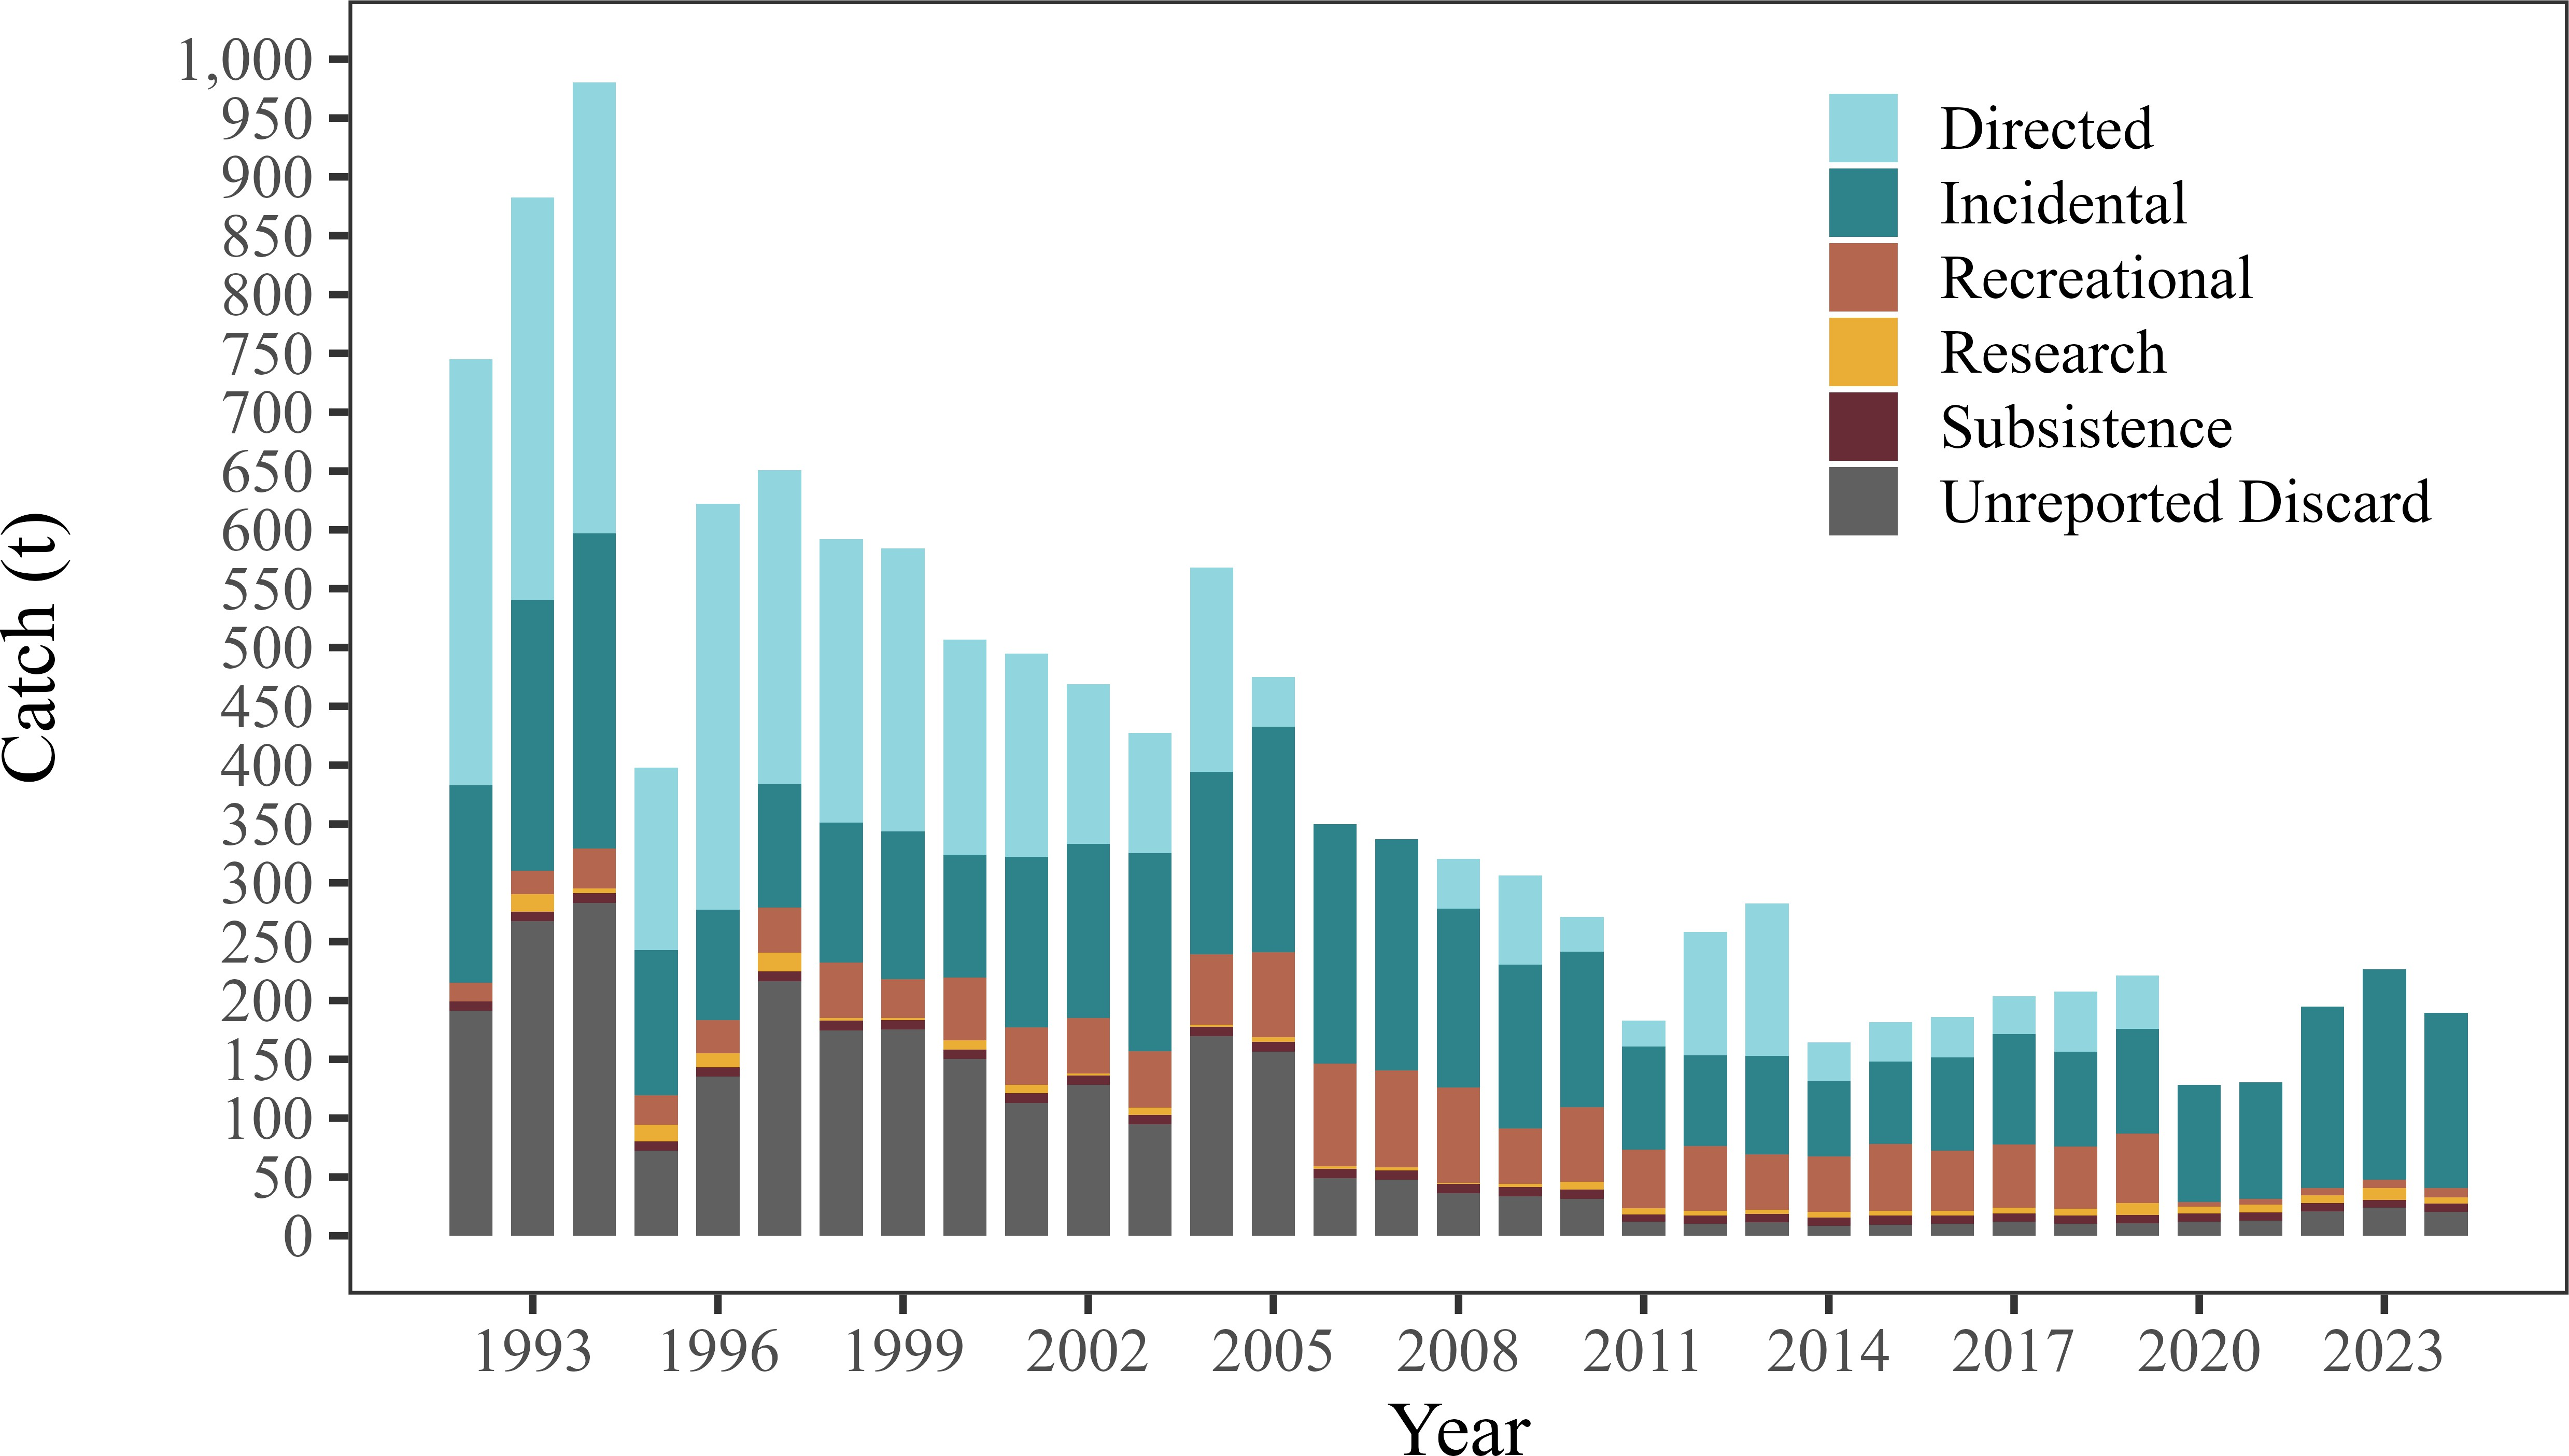 1,000
950
900
850
800
750
700
650
600
550
500
450
400
350
300
250
200
150
100
50
0
Catch (t)
Directed
Incidental
Recreational
Research
Subsistence
Unreported Discard
1993 1996 1999 2002 2005 2008 2011 2014 2017 2020 2023
Year